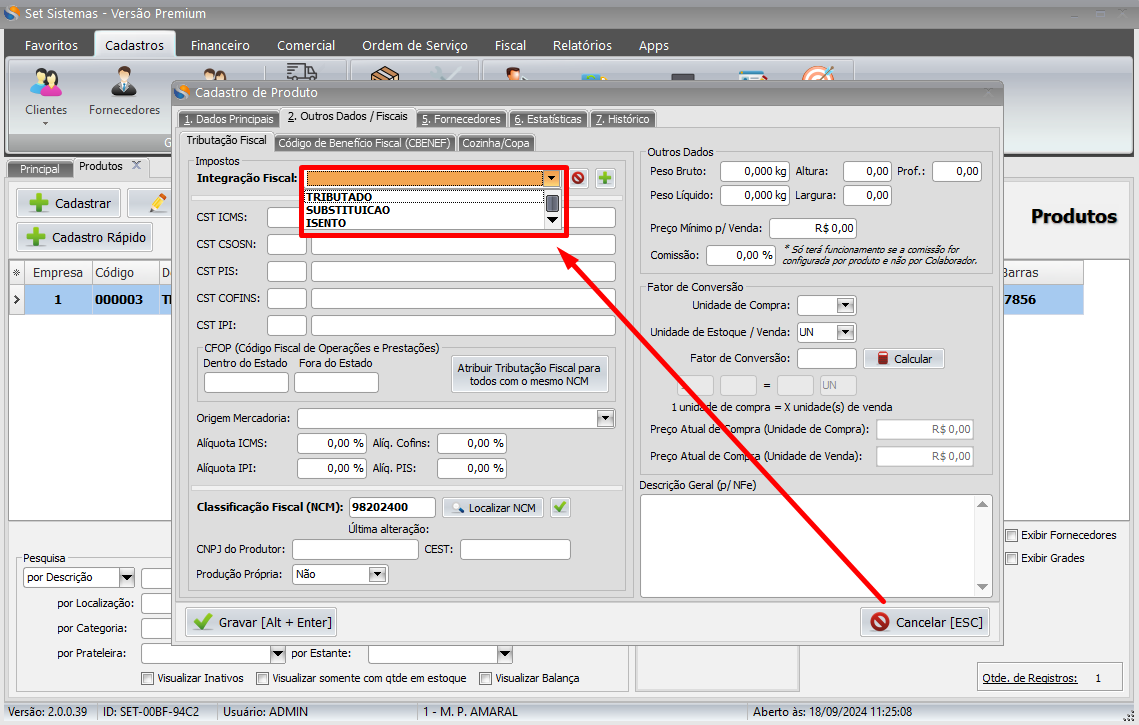 Set Sistemas - Versão Premium
Favoritos Cadastros Financeiro Comercial Ordem de Serviço Fiscal Relatórios Apps
Clientes Fornecedores
Cadastro de Produto
1. Dados Principais 2. Outros Dados / Fiscais 5. Fornecedores 6. Estatísticas 7. Histórico
Tributação Fiscal Código de Benefício Fiscal (CBENEF) Cozinha/Copa
Principal Produtos
Cadastrar
Cadastro Rápido
Produtos
Empresa Código
1 000003
Barras
7856
Impostos
Integração Fiscal:
TRIBUTADO
SUBSTITUICAO
ISENTO
CST ICMS:
CST CSOSN:
CST PIS:
CST COFINS:
CST IPI:
CFOP (Código Fiscal de Operações e Prestações)
Dentro do Estado Fora do Estado
Atribuir Tributação Fiscal para
todos com o mesmo NCM
Origem Mercadoria:
Alíquota ICMS: 0,00 % Alíq. Cofins: 0,00 %
Alíquota IPI: 0,00 % Alíq. PIS: 0,00 %
Classificação Fiscal (NCM): 98202400 Localizar NCM
Última alteração:
CNPJ do Produtor: CEST:
Produção Própria: Não
Outros Dados
Peso Bruto: 0,000 kg Altura: 0,00 Prof.: 0,00
Peso Líquido: 0,000 kg Largura: 0,00
Preço Mínimo p/ Venda: R$ 0,00
Comissão: 0,00 % * Só terá funcionamento se a comissão for
configurada por produto e não por Colaborador.
Fator de Conversão
Unidade de Compra:
Unidade de Estoque / Venda: UN
Fator de Conversão: Calcular
= UN
1 unidade de compra = X unidade(s) de venda
Preço Atual de Compra (Unidade de Compra): R$ 0,00
Preço Atual de Compra (Unidade de Venda): R$ 0,00
Descrição Geral (p/ NFe)
Gravar [Alt + Enter] Cancelar [ESC]
Exibir Fornecedores
Exibir Grades
Pesquisa
por Descrição
por Localização:
por Categoria:
por Prateleira: por Estante:
Visualizar Inativos Visualizar somente com qtde em estoque Visualizar Balança
Qtde. de Registros: 1
Versão: 2.0.0.39 ID: SET-00BF-94C2 Usuário: ADMIN 1 - M. P. AMARAL Aberto às: 18/09/2024 11:25:08